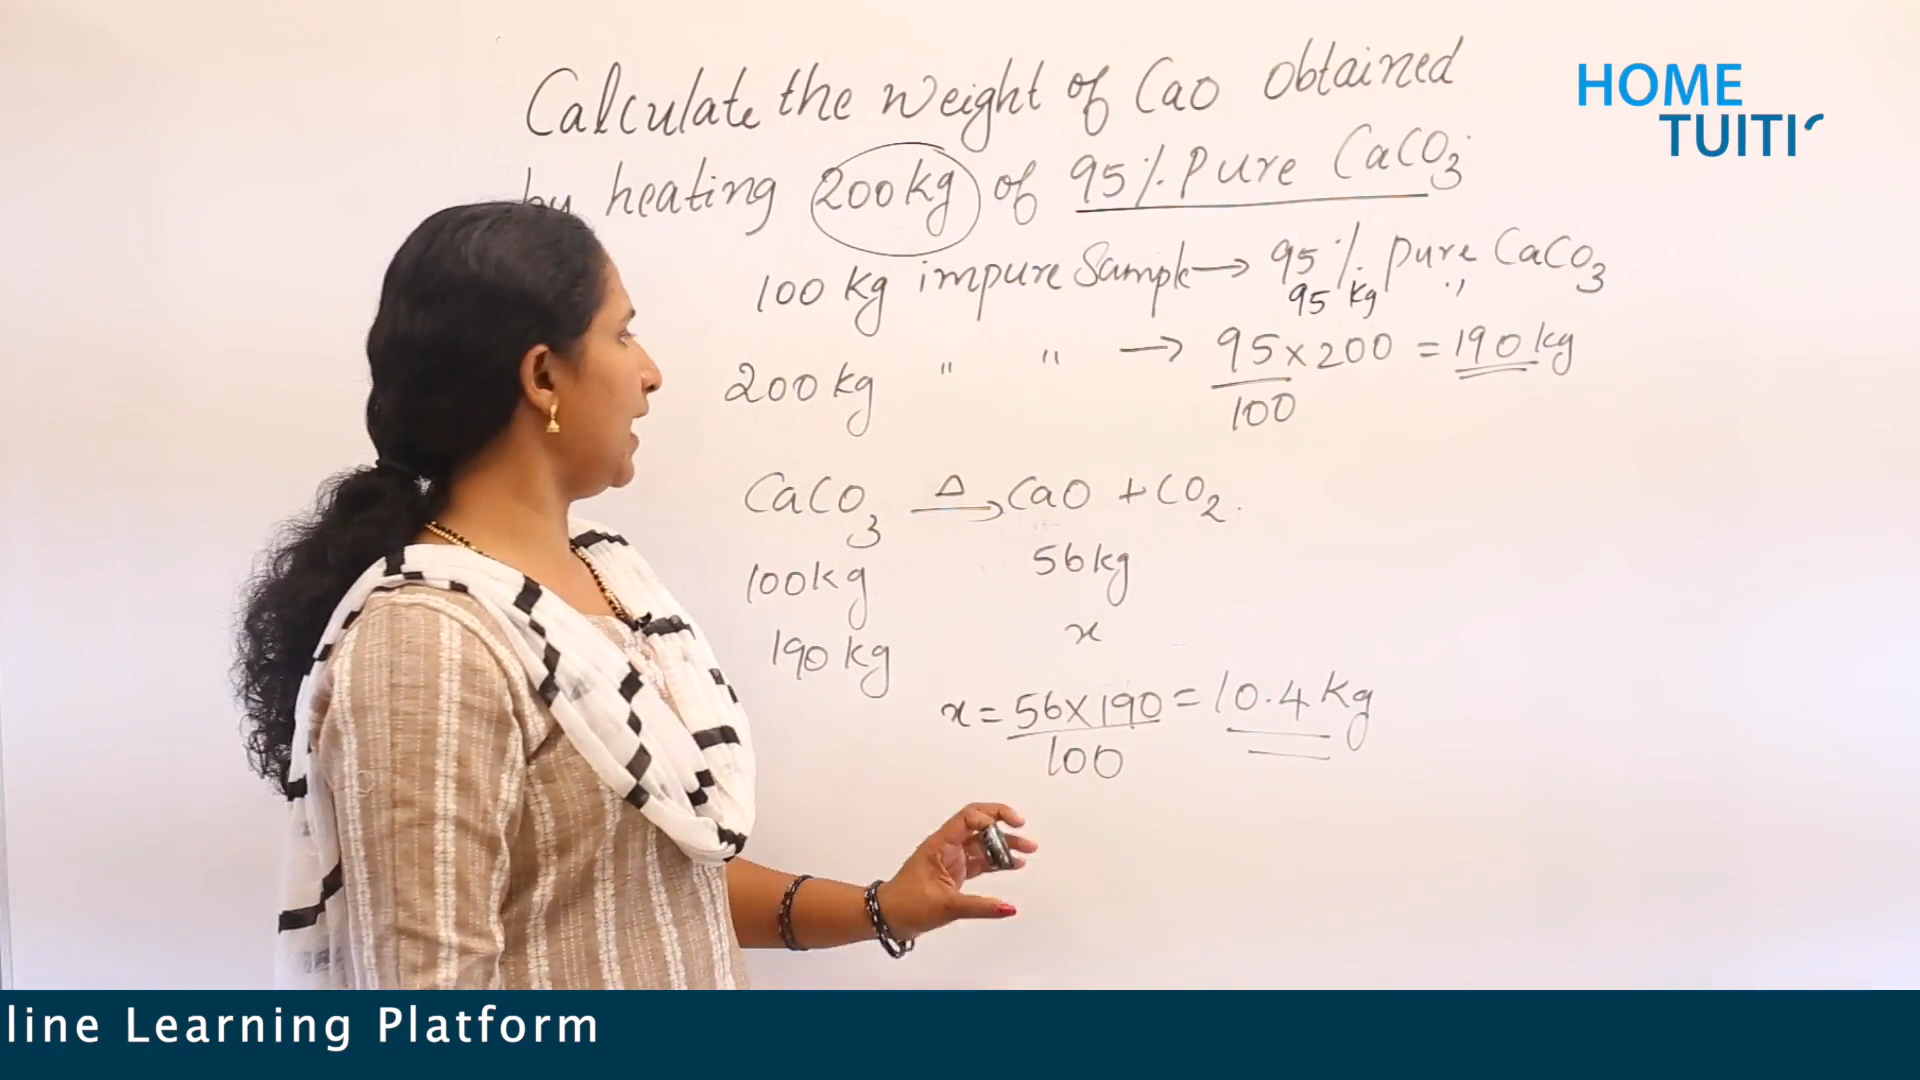 Calculate the weight of CaO obtained
by heating 200kg of 95% Pure CaCO3
100 kg impure Sample → 95% pure CaCO3
95 kg "
200 kg " " → 95 x 200 = 190 kg
100
CaCO3 Δ→ CaO + CO2.
100kg 56kg
190 kg x
x = 56 x 190 = 10.4 kg
100
HOME
TUITI
line Learning Platform